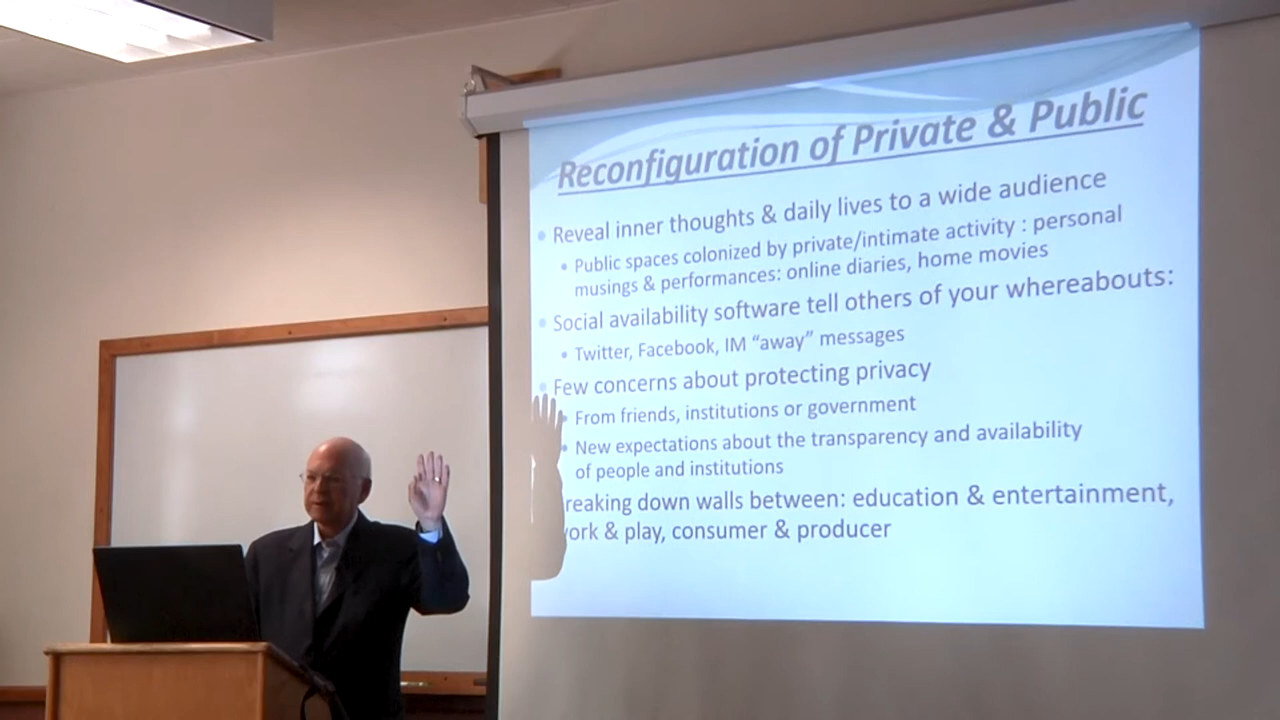 Reconfiguration of Private & Public
• Reveal inner thoughts & daily lives to a wide audience
• Public spaces colonized by private/intimate activity : personal
musings & performances: online diaries, home movies
• Social availability software tell others of your whereabouts:
• Twitter, Facebook, IM “away” messages
• Few concerns about protecting privacy
• From friends, institutions or government
• New expectations about the transparency and availability
of people and institutions
reaking down walls between: education & entertainment,
ork & play, consumer & producer